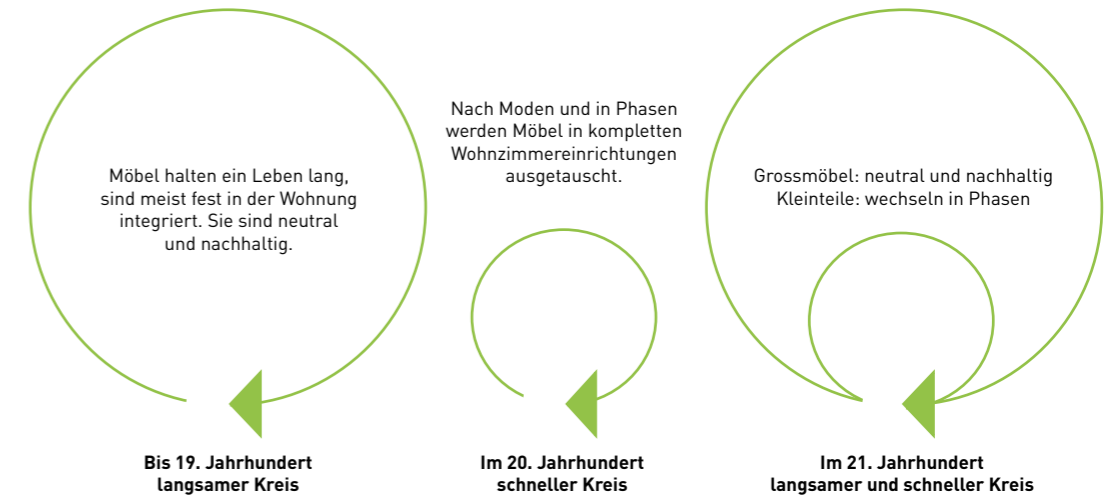 Möbel halten ein Leben lang,
sind meist fest in der Wohnung
integriert. Sie sind neutral
und nachhaltig.
Bis 19. Jahrhundert
langsamer Kreis
Nach Moden und in Phasen
werden Möbel in kompletten
Wohnzimmereinrichtungen
ausgetauscht.
Im 20. Jahrhundert
schneller Kreis
Grossmöbel: neutral und nachhaltig
Kleinteile: wechseln in Phasen
Im 21. Jahrhundert
langsamer und schneller Kreis